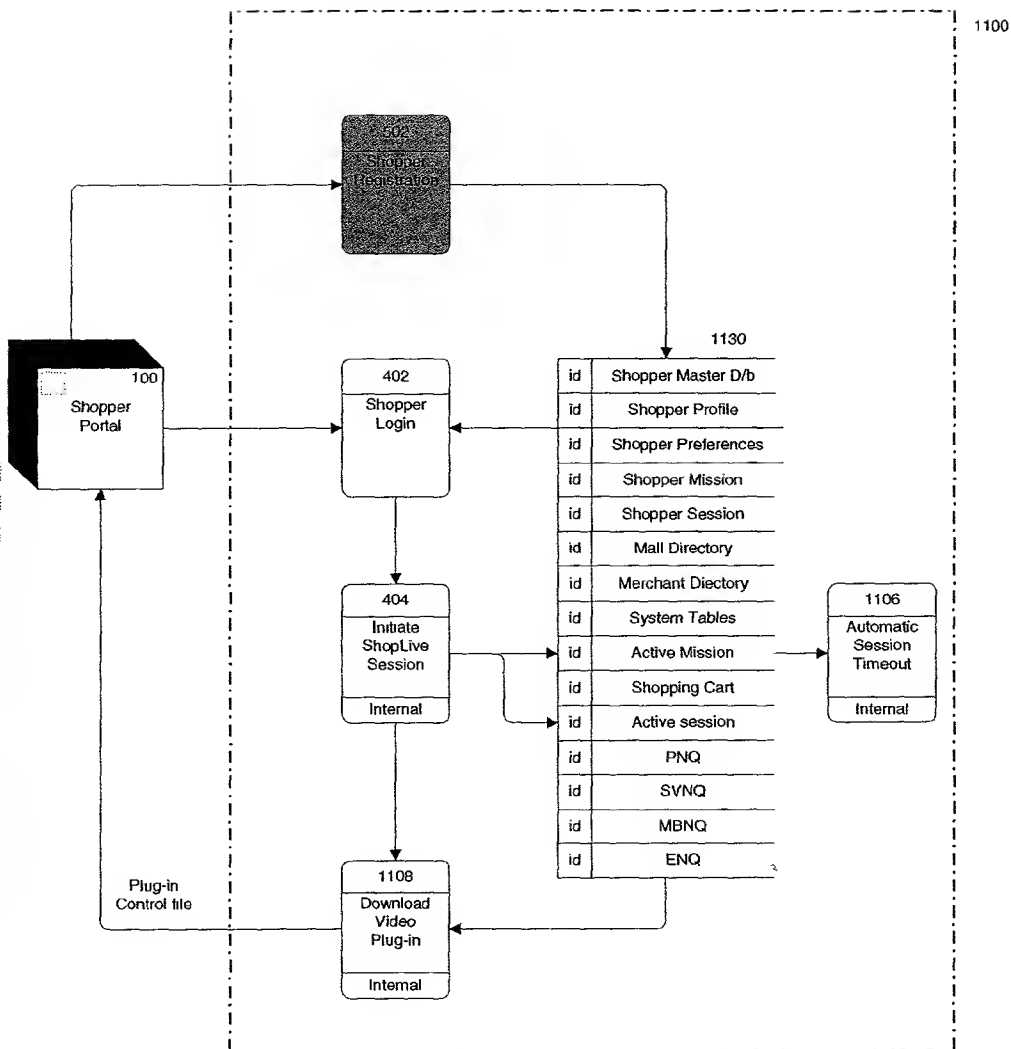 1100
502
Shopper
Registration
1130
100
Shopper
Portal
402
Shopper
Login
id Shopper Master D/b
id Shopper Profile
id Shopper Preferences
id Shopper Mission
id Shopper Session
id Mall Directory
id Merchant Diectory
id System Tables
id Active Mission
id Shopping Cart
id Active session
id PNQ
id SVNQ
id MBNQ
id ENQ
404
Initiate
ShopLive
Session
Internal
1106
Automatic
Session
Timeout
Internal
Plug-in
Control file
1108
Download
Video
Plug-in
Internal